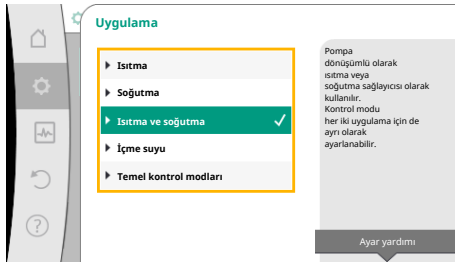 Uygulama
Isıtma
Soğutma
Isıtma ve soğutma
İçme suyu
Temel kontrol modları
Pompa
dönüşümlü olarak
ısıtma veya
soğutma sağlayıcısı olarak
kullanılır.
Kontrol modu
her iki uygulama için de
ayrı olarak
ayarlanabilir.
Ayar yardımı